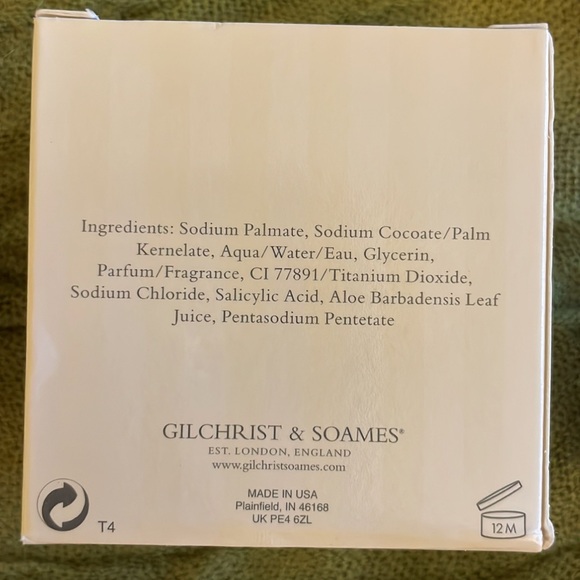 Ingredients: Sodium Palmate, Sodium Cocoate/Palm
Kernelate, Aqua/Water/Eau, Glycerin,
Parfum/Fragrance, CI 77891/Titanium Dioxide,
Sodium Chloride, Salicylic Acid, Aloe Barbadensis Leaf
Juice, Pentasodium Pentetate
GILCHRIST & SOAMES®
EST. LONDON, ENGLAND
www.gilchristsoames.com
MADE IN USA
Plainfield, IN 46168
UK PE4 6ZL
T4
12M